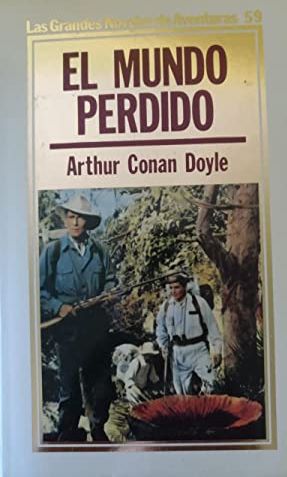 Las Grandes Novelas de Aventuras 59
EL MUNDO
PERDIDO
Arthur Conan Doyle